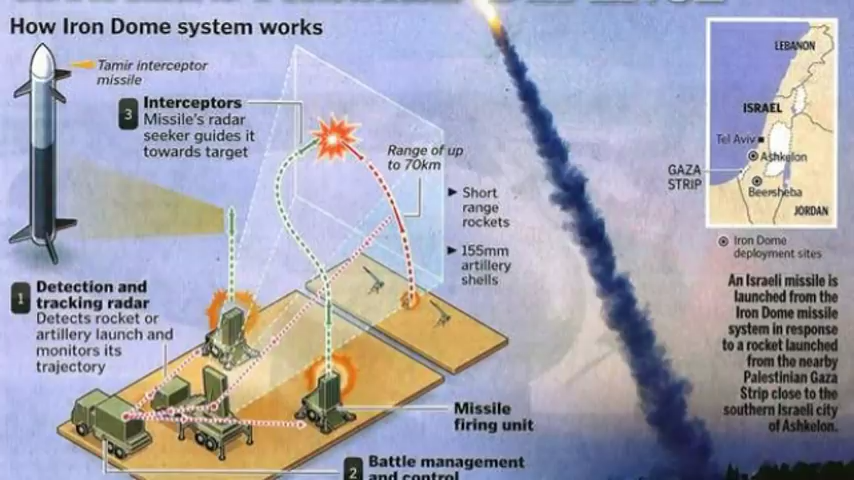 How Iron Dome system works
Tamir interceptor
missile
3 Interceptors
Missile's radar
seeker guides it
towards target
Range of up
to 70km
Short
range
rockets
155mm
artillery
shells
1 Detection and
tracking radar
Detects rocket or
artillery launch and
monitors its
trajectory
Missile
firing unit
2 Battle management
and control
LEBANON
ISRAEL
Tel Aviv
Ashkelon
GAZA
STRIP
Beersheba
JORDAN
Iron Dome
deployment sites
An Israeli missile is
launched from the
Iron Dome missile
system in response
to a rocket launched
from the nearby
Palestinian Gaza
Strip close to the
southern Israeli city
of Ashkelon.